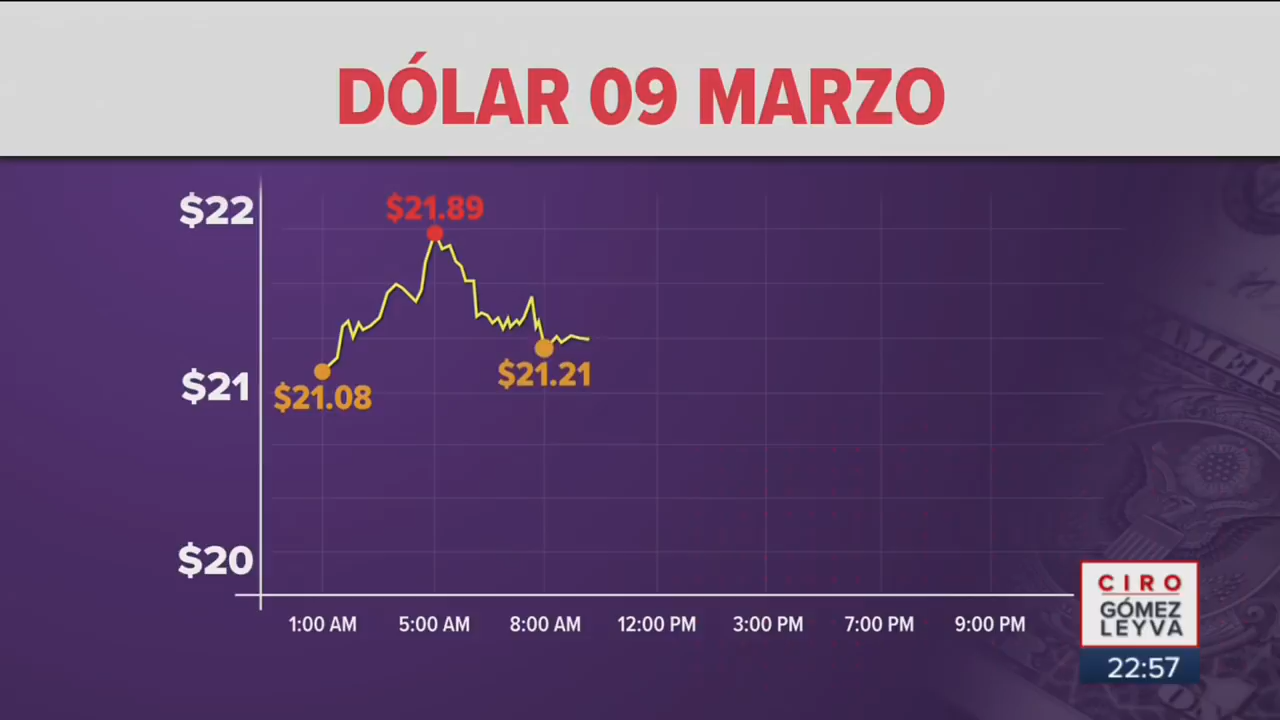 DÓLAR 09 MARZO
$22
$21.89
$21.21
$21
$21.08
$20
1:00 AM 5:00 AM 8:00 AM 12:00 PM 3:00 PM 7:00 PM 9:00 PM
CIRO
GÓMEZ
LEYVA
22:57